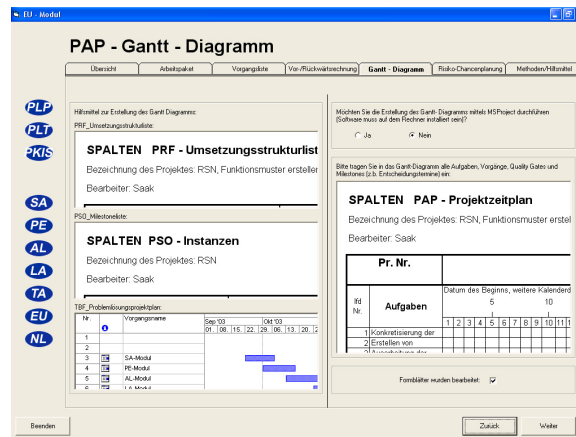 EU - Modul
PAP - Gantt - Diagramm
Übersicht
Arbeitspaket
Vorgangsliste
Vor-/Rückwärtsrechnung
Gantt - Diagramm
Risiko-Chancenplanung
Methoden/Hilfsmittel
PLP
PLT
PKIS
SA
PE
AL
LA
TA
EU
NL
Hilfsmittel zur Erstellung des Gantt Diagramms:
PRF_Umsetzungsstrukturliste:
SPALTEN PRF - Umsetzungsstrukturlist
Bezeichnung des Projektes: RSN, Funktionsmuster erstellen
Bearbeiter: Saak
PSO_Milestoneliste:
SPALTEN PSO - Instanzen
Bezeichnung des Projektes: RSN
Bearbeiter: Saak
TBF_Problemlösungsprojektplan:
Nr. Vorgangsname Sep '03 Okt '03
01. 08. 15. 22. 29. 06. 13. 20. 2
1
2
3 SA-Modul
4 PE-Modul
5 AL-Modul
6 LA-Modul
Möchten Sie die Erstellung des Gantt- Diagramms mittels MSProject durchführen
(Software muss auf dem Rechner installiert sein)?
Ja Nein
Bitte tragen Sie in das Gantt-Diagramm alle Aufgaben, Vorgänge, Quality Gates und
Milestones (z.b. Entscheidungstermine) ein:
SPALTEN PAP - Projektzeitplan
Bezeichnung des Projektes: RSN, Funktionsmuster erstel
Bearbeiter: Saak
Pr. Nr.
Datum des Beginns, weitere Kalenderd
lfd
Nr.
Aufgaben
5 10
1 2 3 4 5 6 7 8 9 10 11 1
1 Konkretisierung der
2 Erstellen von
Formblätter wurden bearbeitet:
Beenden
Zurück
Weiter